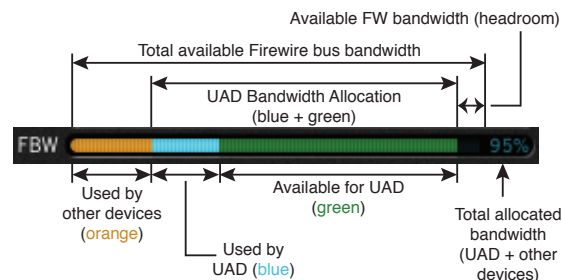 Available FW bandwidth (headroom)
Total available Firewire bus bandwidth
UAD Bandwidth Allocation
(blue + green)
FBW
95%
Used by
other devices
(orange)
Used by
UAD (blue)
Available for UAD
(green)
Total allocated
bandwidth
(UAD + other
devices)